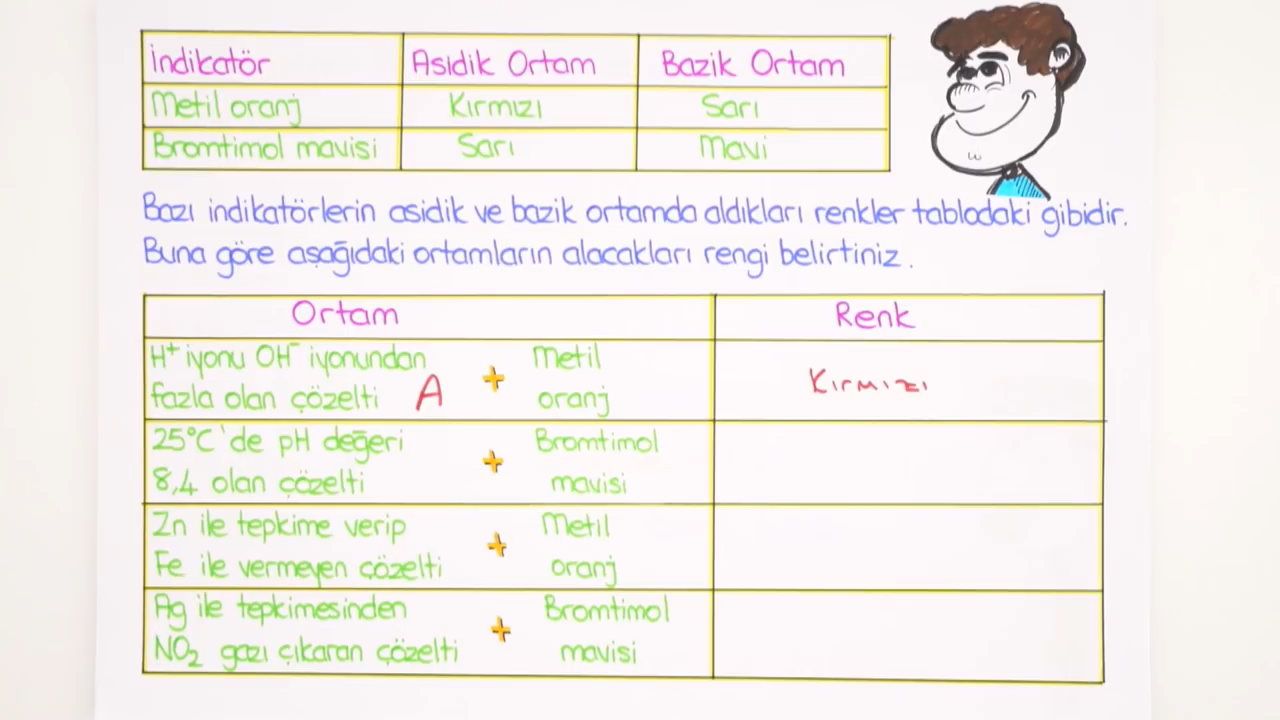 İndikatör Asidik Ortam Bazik Ortam
Metil oranj Kırmızı Sarı
Bromtimol mavisi Sarı Mavi
Bazı indikatörlerin asidik ve bazik ortamda aldıkları renkler tablodaki gibidir.
Buna göre aşağıdaki ortamların alacakları rengi belirtiniz.
Ortam Renk
H⁺ iyonu OH⁻ iyonundan
fazla olan çözelti A + Metil
oranj Kırmızı
25°C'de pH değeri
8,4 olan çözelti + Bromtimol
mavisi
Zn ile tepkime verip
Fe ile vermeyen çözelti + Metil
oranj
Ag ile tepkimesinden
NO₂ gazı çıkaran çözelti + Bromtimol
mavisi